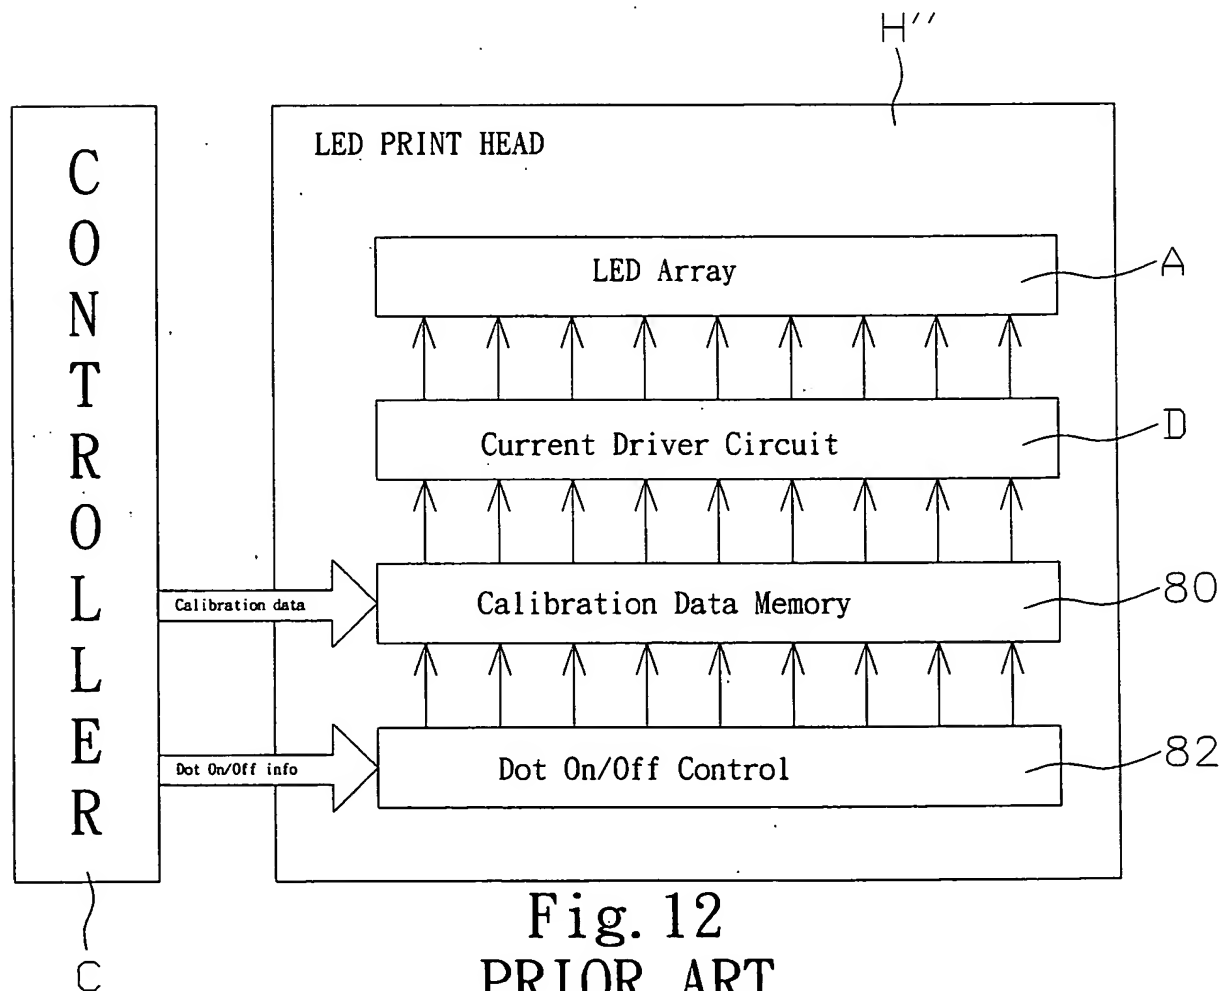 H''
CONTROLLER
LED PRINT HEAD
LED Array
A
Current Driver Circuit
D
Calibration data
Calibration Data Memory
80
Dot On/Off info
Dot On/Off Control
82
C
Fig. 12
PRIOR ART